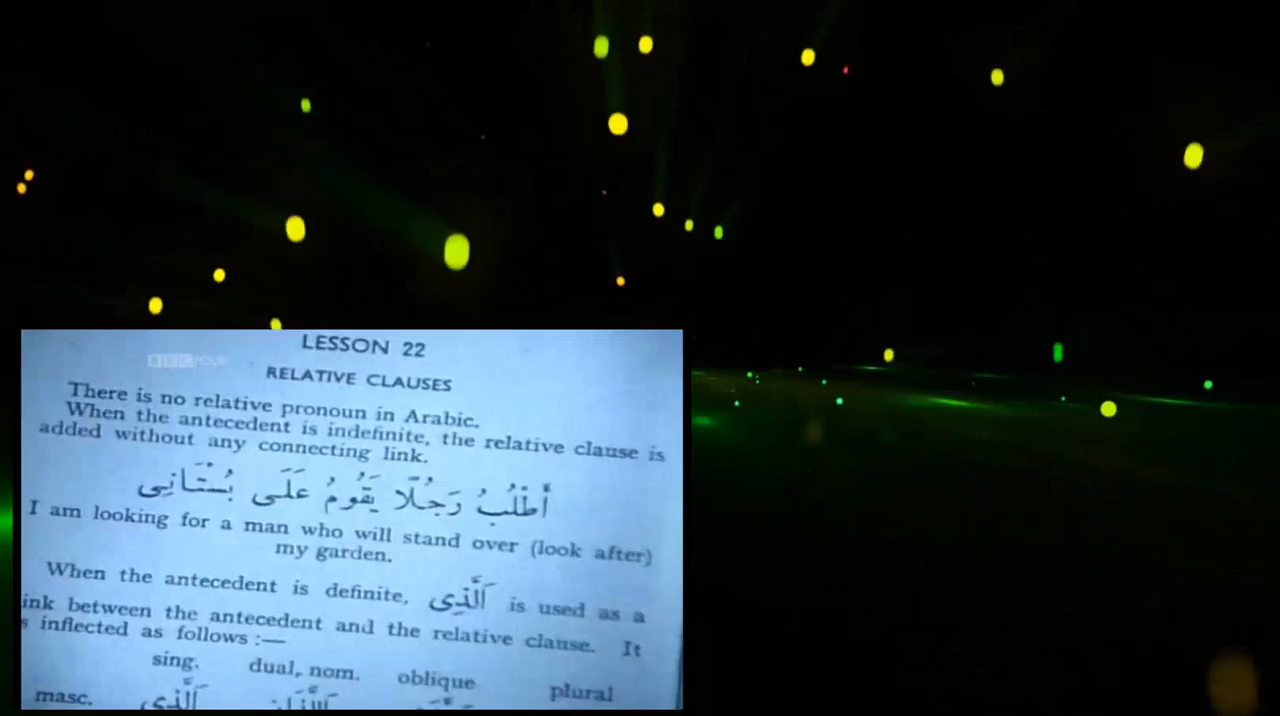 LESSON 22
BBC FOUR
RELATIVE CLAUSES
There is no relative pronoun in Arabic.
When the antecedent is indefinite, the relative clause is
added without any connecting link.
أَطْلُبُ رَجُلًا يَقُومُ عَلَى بُسْتَانِى
I am looking for a man who will stand over (look after)
my garden.
When the antecedent is definite, اَلَّذِى is used as a
ink between the antecedent and the relative clause. It
s inflected as follows :—
sing. dual, nom. oblique plural
masc. اَلَّذِى